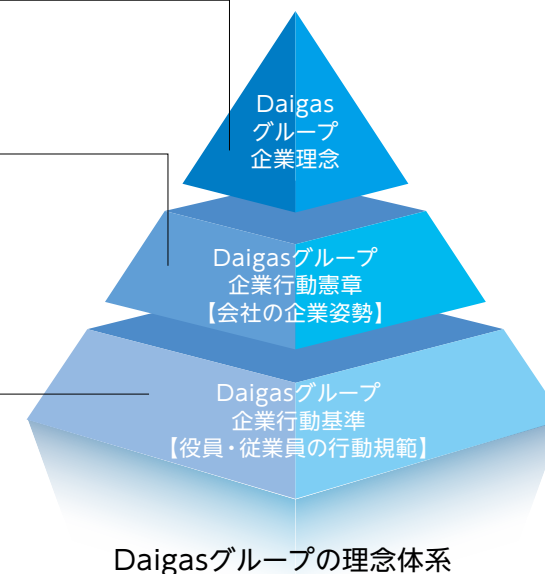 Daigas
グループ
企業理念
Daigasグループ
企業行動憲章
【会社の企業姿勢】
Daigasグループ
企業行動基準
【役員・従業員の行動規範】
Daigasグループの理念体系